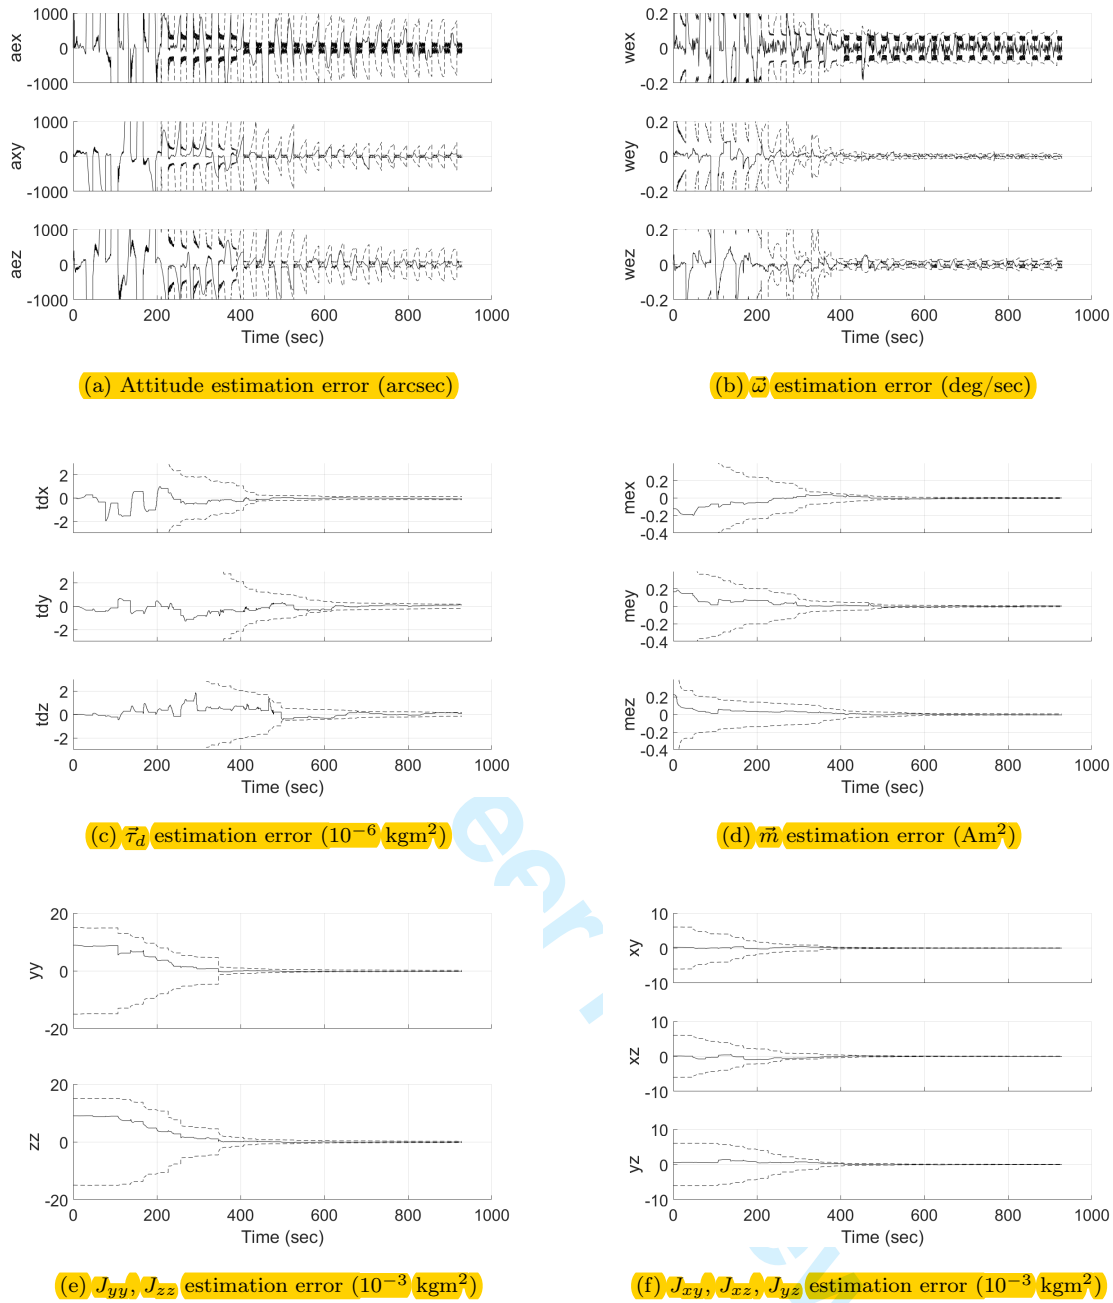 1000
0
-1000
aex
1000
0
-1000
axy
1000
0
-1000
aez
0 200 400 600 800 1000
Time (sec)
(a) Attitude estimation error (arcsec)
0.2
0
-0.2
wex
0.2
0
-0.2
wey
0.2
0
-0.2
wez
0 200 400 600 800 1000
Time (sec)
(b) ω⃗ estimation error (deg/sec)
2
0
-2
tdx
2
0
-2
tdy
2
0
-2
tdz
0 200 400 600 800 1000
Time (sec)
(c) τ⃗_d estimation error (10⁻⁶ kgm²)
0.2
0
-0.2
-0.4
mex
0.2
0
-0.2
-0.4
mey
0.2
0
-0.2
-0.4
mez
0 200 400 600 800 1000
Time (sec)
(d) m⃗ estimation error (Am²)
20
0
-20
yy
20
0
-20
zz
0 200 400 600 800 1000
Time (sec)
(e) J_yy, J_zz estimation error (10⁻³ kgm²)
10
0
-10
xy
10
0
-10
xz
10
0
-10
yz
0 200 400 600 800 1000
Time (sec)
(f) J_xy, J_xz, J_yz estimation error (10⁻³ kgm²)